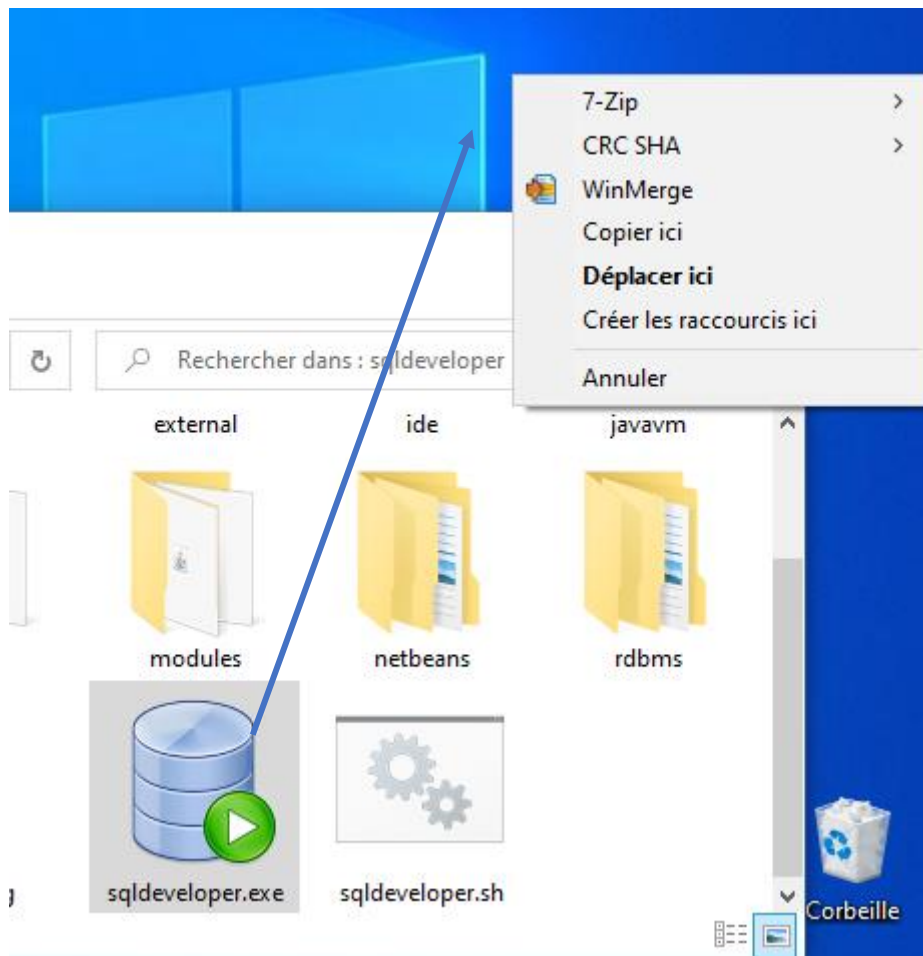 7-Zip
CRC SHA
WinMerge
Copier ici
Déplacer ici
Créer les raccourcis ici
Annuler
Rechercher dans : sqldeveloper
external
ide
javavm
modules
netbeans
rdbms
sqldeveloper.exe
sqldeveloper.sh
Corbeille